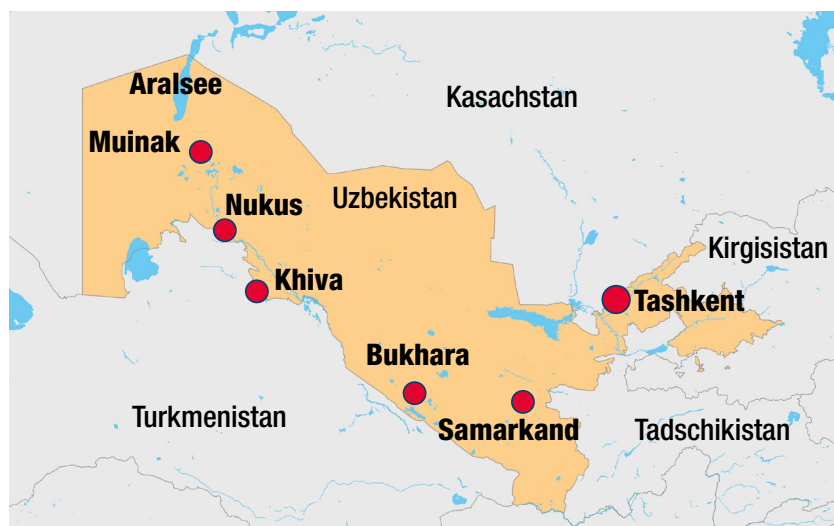 Aralsee
Kasachstan
Muinak
Nukus
Uzbekistan
Kirgisistan
Khiva
Tashkent
Bukhara
Turkmenistan
Samarkand
Tadschikistan